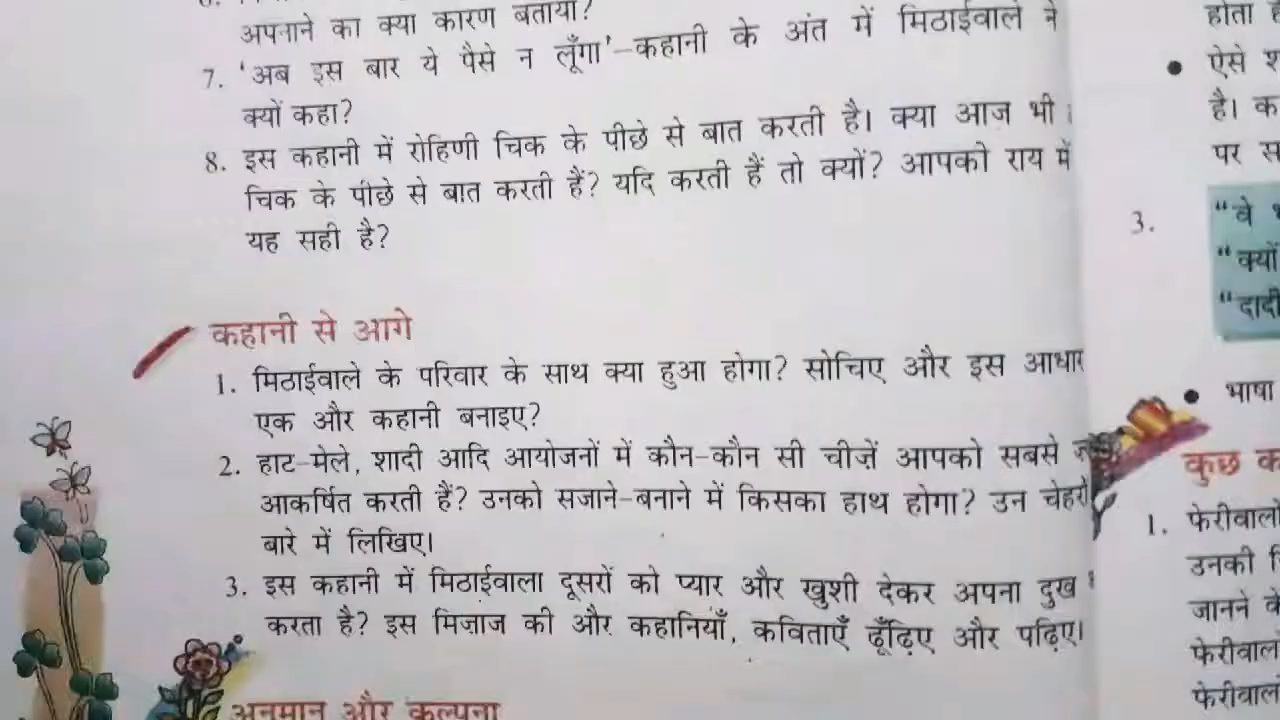 अपनाने का क्या कारण बताया?
7. 'अब इस बार ये पैसे न लूँगा'–कहानी के अंत में मिठाईवाले ने
क्यों कहा?
8. इस कहानी में रोहिणी चिक के पीछे से बात करती है। क्या आज भी
चिक के पीछे से बात करती हैं? यदि करती हैं तो क्यों? आपकी राय में
यह सही है?
कहानी से आगे
1. मिठाईवाले के परिवार के साथ क्या हुआ होगा? सोचिए और इस आधार
एक और कहानी बनाइए?
2. हाट-मेले, शादी आदि आयोजनों में कौन-कौन सी चीज़ें आपको सबसे
आकर्षित करती हैं? उनको सजाने-बनाने में किसका हाथ होगा? उन चेहरों
बारे में लिखिए।
3. इस कहानी में मिठाईवाला दूसरों को प्यार और खुशी देकर अपना दुख
करता है? इस मिज़ाज की और कहानियाँ, कविताएँ ढूँढ़िए और पढ़िए।
अनुमान और कल्पना
होता
ऐसे
है। क
पर
3. "वे
"क्यों
"दादी
भाषा
कुछ क
1. फेरीवालों
उनकी
जानने के
फेरीवाल
फेरीवालों